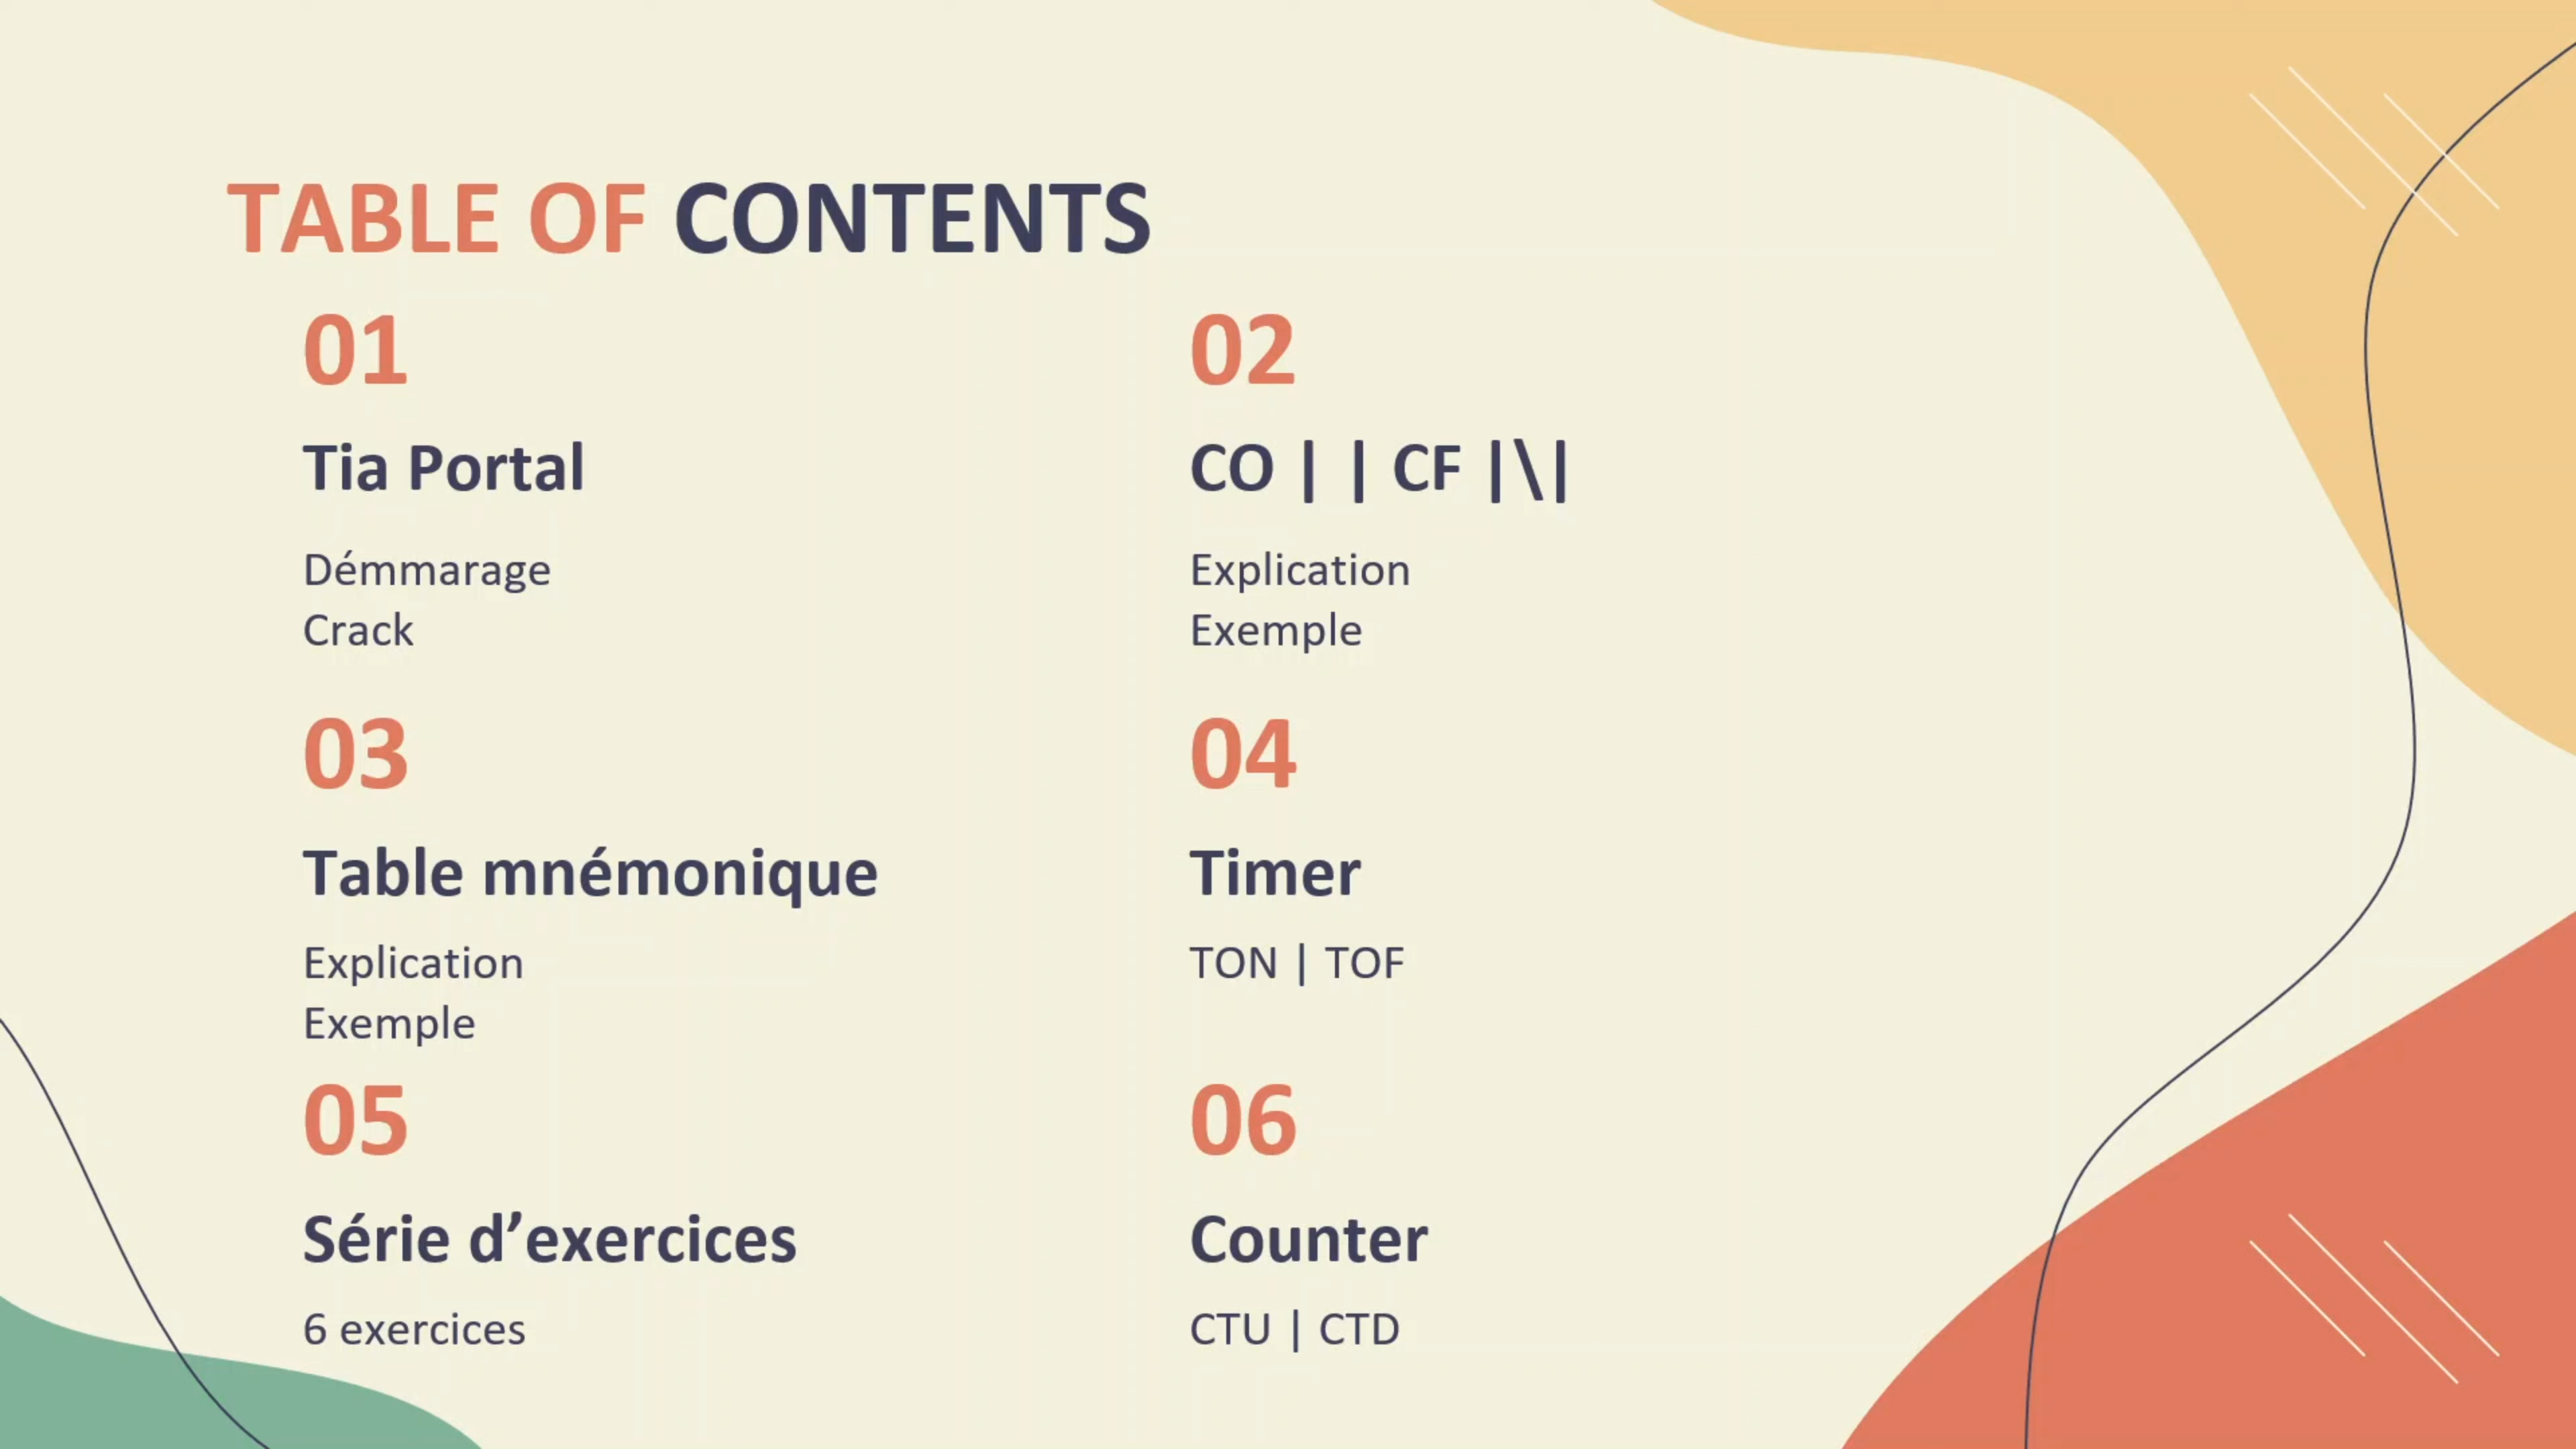 TABLE OF CONTENTS
01
Tia Portal
Démmarage
Crack
02
CO | | CF |\|
Explication
Exemple
03
Table mnémonique
Explication
Exemple
04
Timer
TON | TOF
05
Série d’exercices
6 exercices
06
Counter
CTU | CTD